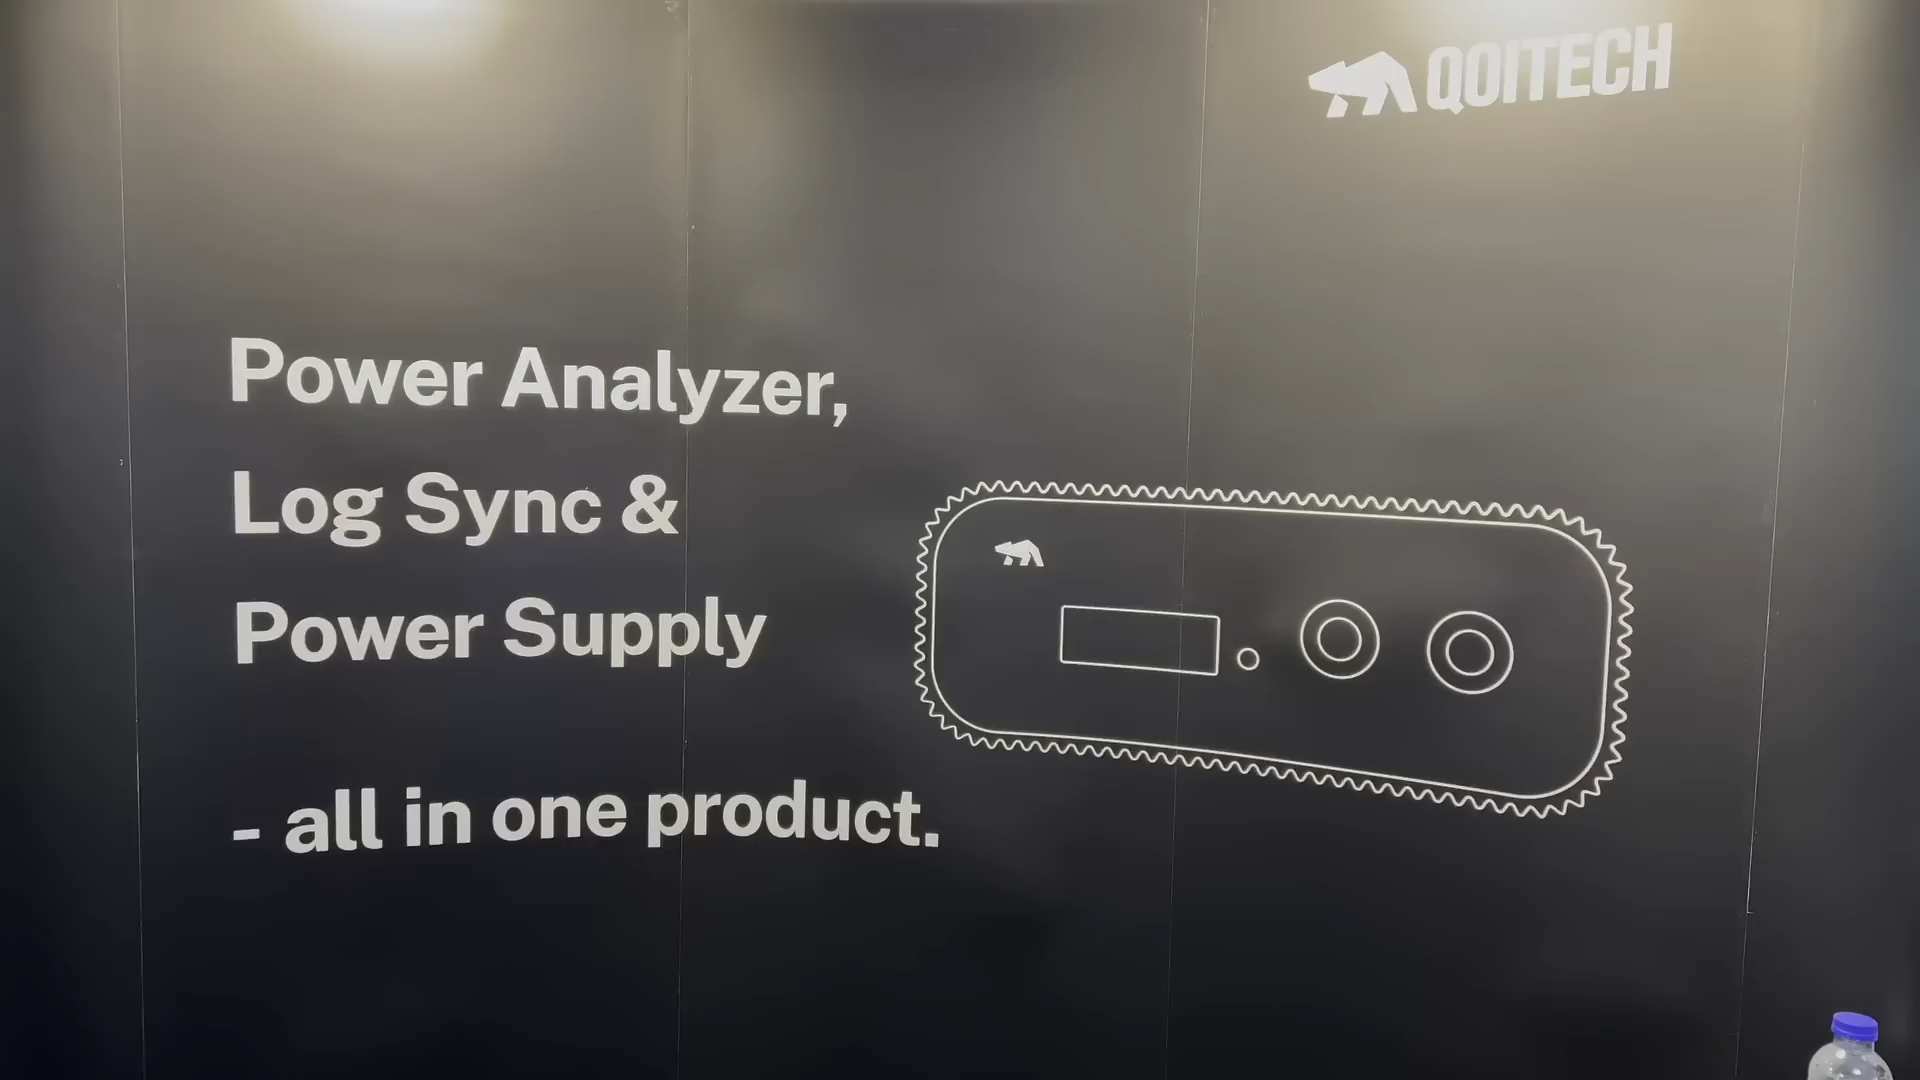 QOITECH
Power Analyzer,
Log Sync &
Power Supply
- all in one product.